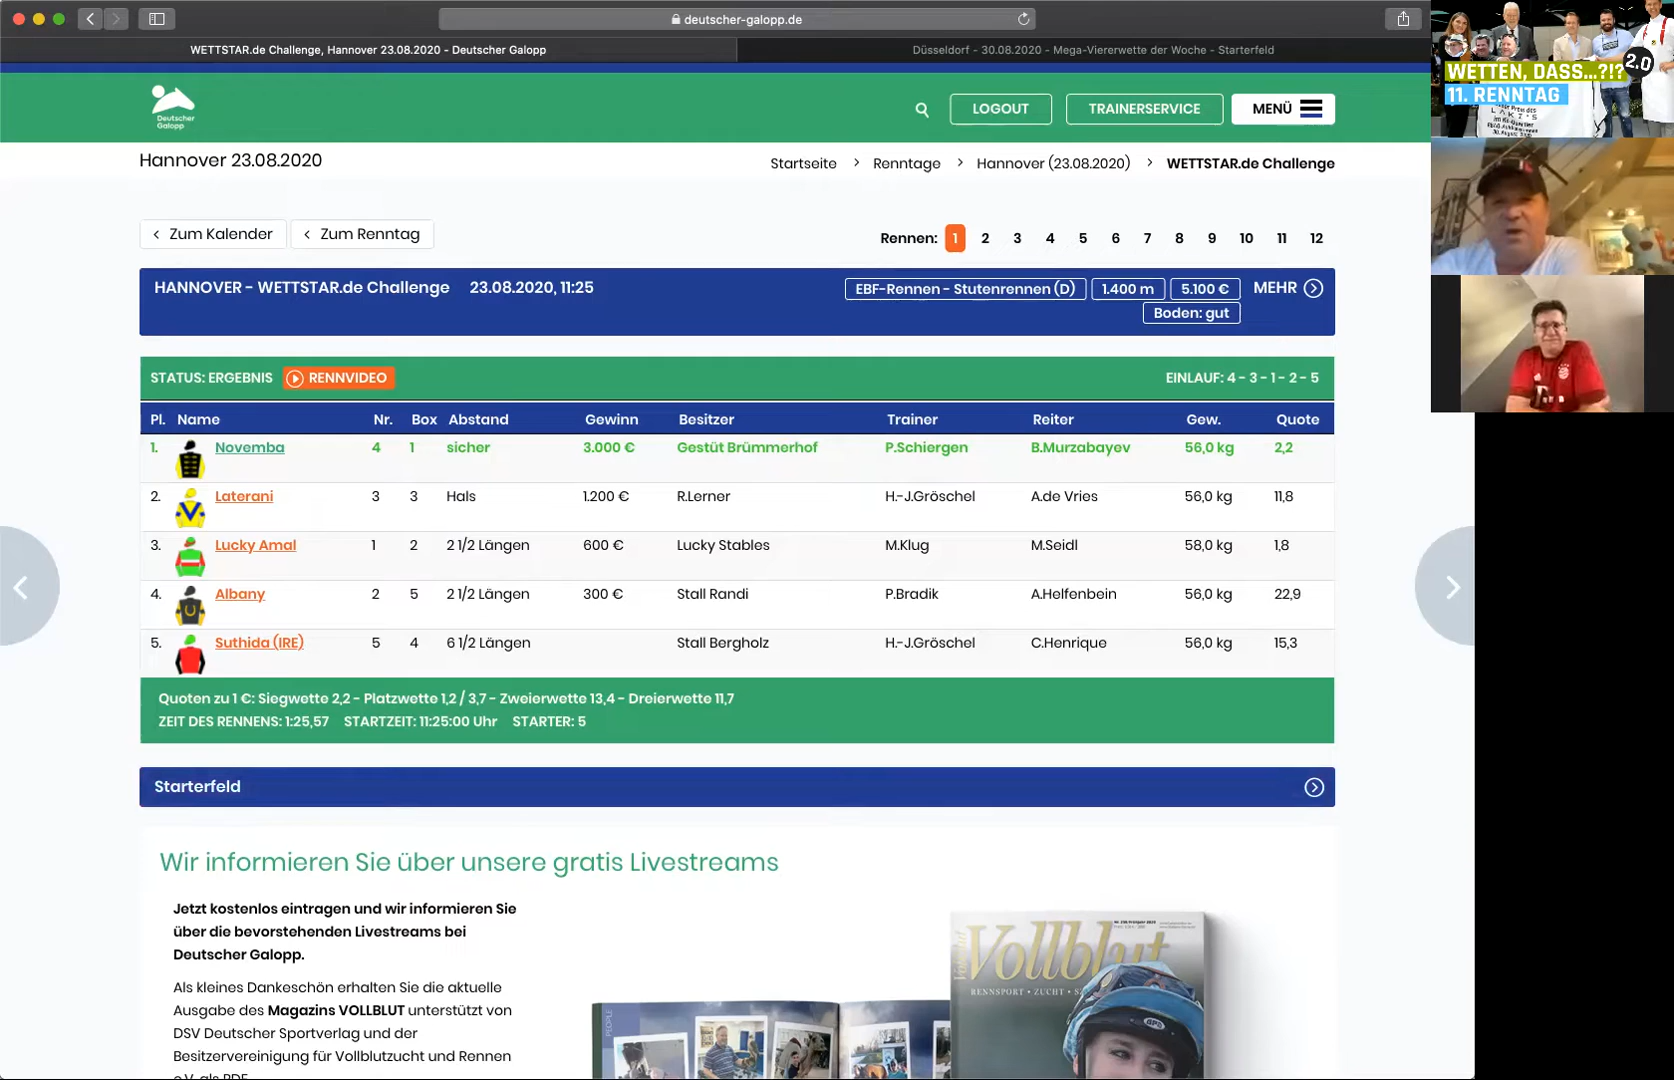 deutscher-galopp.de
WETTSTAR.de Challenge, Hannover 23.08.2020 - Deutscher Galopp
Düsseldorf - 30.08.2020 - Mega-Viererwette der Woche - Starterfeld
WETTEN, DASS...?!? 2.0
11. RENNTAG
Deutscher
Galopp
LOGOUT TRAINERSERVICE MENÜ
Hannover 23.08.2020
Startseite > Renntage > Hannover (23.08.2020) > WETTSTAR.de Challenge
< Zum Kalender < Zum Renntag
Rennen: 1 2 3 4 5 6 7 8 9 10 11 12
HANNOVER - WETTSTAR.de Challenge 23.08.2020, 11:25
EBF-Rennen - Stutenrennen (D) 1.400 m 5.100 € MEHR
Boden: gut
STATUS: ERGEBNIS RENNVIDEO EINLAUF: 4 - 3 - 1 - 2 - 5
Pl. Name Nr. Box Abstand Gewinn Besitzer Trainer Reiter Gew. Quote
1. Novemba 4 1 sicher 3.000 € Gestüt Brümmerhof P.Schiergen B.Murzabayev 56,0 kg 2,2
2. Laterani 3 3 Hals 1.200 € R.Lerner H.-J.Gröschel A.de Vries 56,0 kg 11,8
3. Lucky Amal 1 2 2 1/2 Längen 600 € Lucky Stables M.Klug M.Seidl 58,0 kg 1,8
4. Albany 2 5 2 1/2 Längen 300 € Stall Randi P.Bradik A.Helfenbein 56,0 kg 22,9
5. Suthida (IRE) 5 4 6 1/2 Längen Stall Bergholz H.-J.Gröschel C.Henrique 56,0 kg 15,3
Quoten zu 1 €: Siegwette 2,2 - Platzwette 1,2 / 3,7 - Zweierwette 13,4 - Dreierwette 11,7
ZEIT DES RENNENS: 1:25,57 STARTZEIT: 11:25:00 Uhr STARTER: 5
Starterfeld
Wir informieren Sie über unsere gratis Livestreams
Jetzt kostenlos eintragen und wir informieren Sie
über die bevorstehenden Livestreams bei
Deutscher Galopp.
Als kleines Dankeschön erhalten Sie die aktuelle
Ausgabe des Magazins VOLLBLUT unterstützt von
DSV Deutscher Sportverlag und der
Besitzervereinigung für Vollblutzucht und Rennen
e.V. als PDF.
Vollblut
RENNSPORT • ZUCHT
PEOPLE